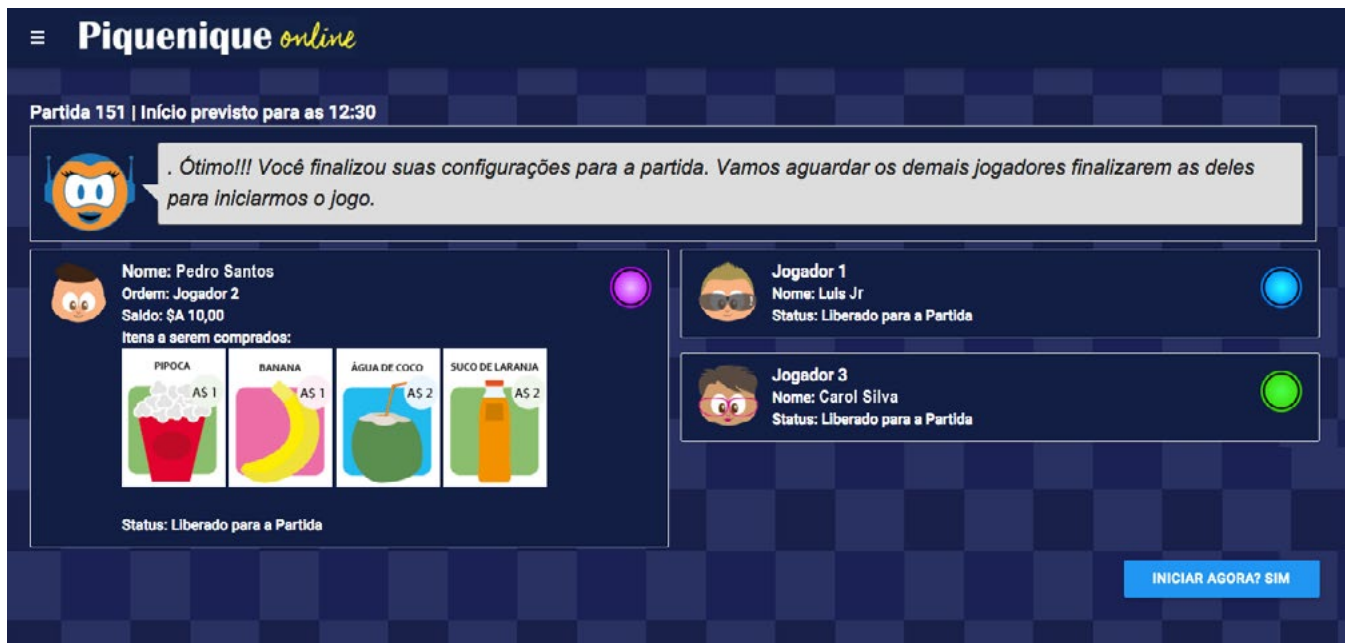 Piquenique online
Partida 151 | Início previsto para as 12:30
. Ótimo!!! Você finalizou suas configurações para a partida. Vamos aguardar os demais jogadores finalizarem as deles
para iniciarmos o jogo.
Nome: Pedro Santos
Ordem: Jogador 2
Saldo: $A 10,00
Itens a serem comprados:
PIPOCA
A$ 1
BANANA
A$ 1
ÀGUA DE COCO
A$ 2
SUCO DE LARANJA
A$ 2
Status: Liberado para a Partida
Jogador 1
Nome: Luis Jr
Status: Liberado para a Partida
Jogador 3
Nome: Carol Silva
Status: Liberado para a Partida
INICIAR AGORA? SIM